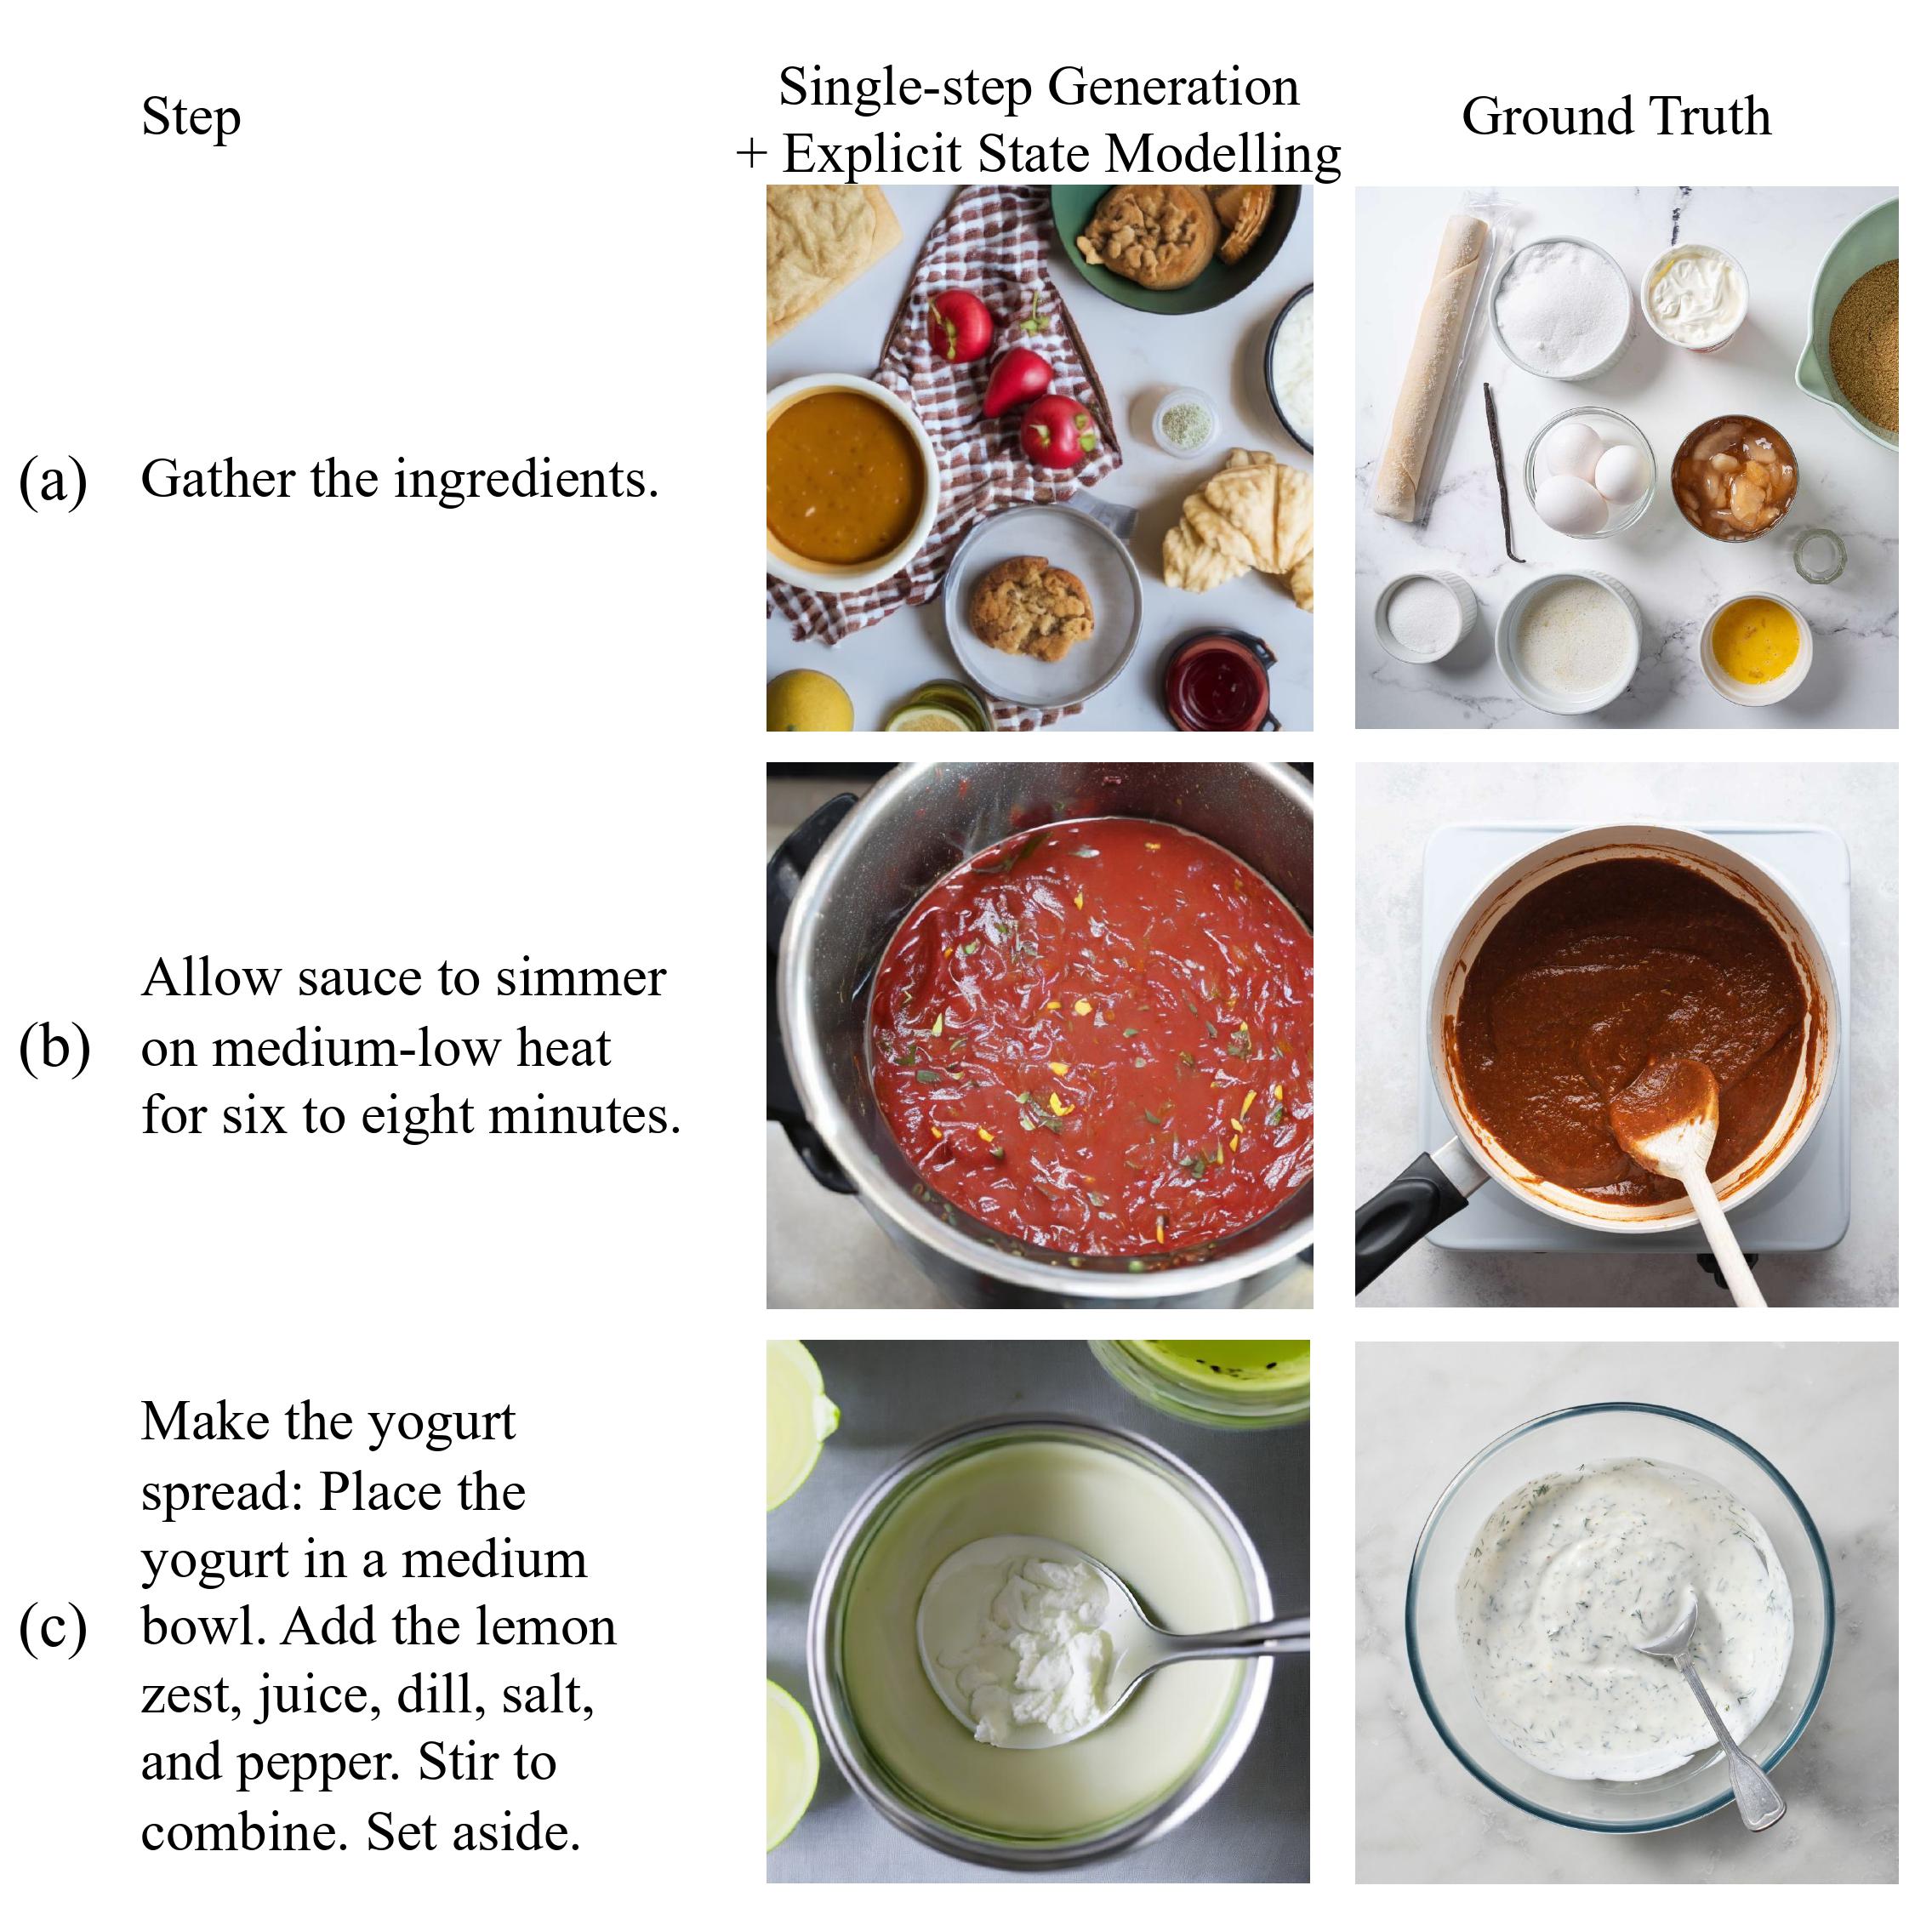 Step
Single-step Generation
+ Explicit State Modelling
Ground Truth
(a)
Gather the ingredients.
(b)
Allow sauce to simmer
on medium-low heat
for six to eight minutes.
(c)
Make the yogurt
spread: Place the
yogurt in a medium
bowl. Add the lemon
zest, juice, dill, salt,
and pepper. Stir to
combine. Set aside.